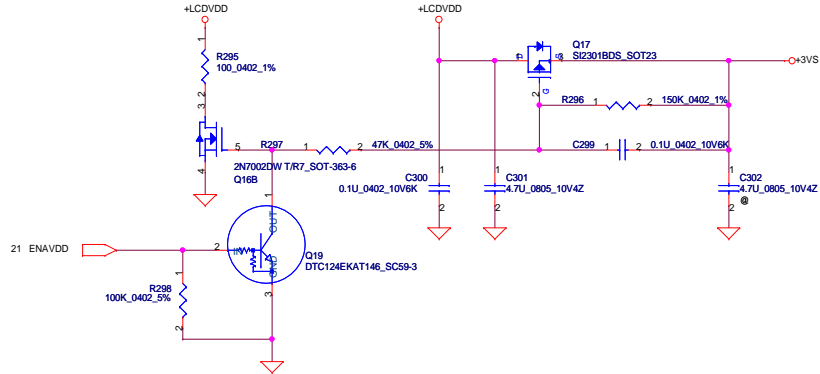 +LCDVDD
+LCDVDD
1
R295
100_0402_1%
2
3
5
4
2N7002DW T/R7_SOT-363-6
Q16B
R297
1
2
47K_0402_5%
Q17
SI2301BDS_SOT23
D
S
G
2
+3VS
R296
1
2
150K_0402_1%
C299
1
2
0.1U_0402_10V6K
C300
0.1U_0402_10V6K
1
2
1
C301
4.7U_0805_10V4Z
2
1
C302
4.7U_0805_10V4Z
@
2
21 ENAVDD
2
IN
OUT
GND
1
3
Q19
DTC124EKAT146_SC59-3
1
R298
100K_0402_5%
2